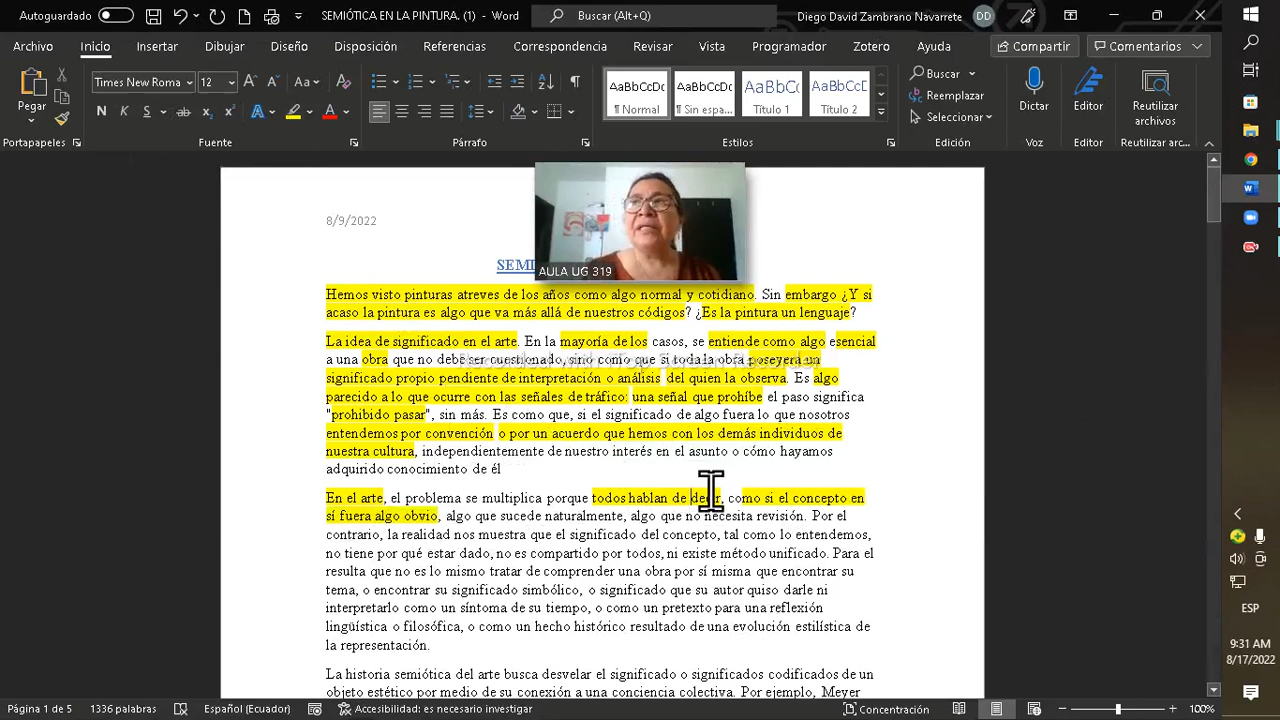 Autoguardado
SEMIÓTICA EN LA PINTURA. (1) - Word
Buscar (Alt+Q)
Diego David Zambrano Navarrete
DD
Archivo Inicio Insertar Dibujar Diseño Disposición Referencias Correspondencia Revisar Vista Programador Zotero Ayuda Compartir Comentarios
Times New Roma 12
Pegar
N K S ab x x
AaBbCcDc AaBbCcDc AaBbCc AaBbCcD
¶ Normal ¶ Sin espa... Título 1 Título 2
Buscar
Reemplazar
Seleccionar
Dictar
Editor
Reutilizar archivos
Portapapeles Fuente Párrafo Estilos Edición Voz Editor Reutilizar arc...
AULA UG 319
8/9/2022
Hemos visto pinturas atreves de los años como algo normal y cotidiano. Sin embargo ¿Y si
acaso la pintura es algo que va más allá de nuestros códigos? ¿Es la pintura un lenguaje?
La idea de significado en el arte. En la mayoría de los casos, se entiende como algo esencial
a una obra que no debe ser cuestionado, sino como que si toda la obra poseyera un
significado propio pendiente de interpretación o análisis del quien la observa. Es algo
parecido a lo que ocurre con las señales de tráfico: una señal que prohíbe el paso significa
"prohibido pasar", sin más. Es como que, si el significado de algo fuera lo que nosotros
entendemos por convención o por un acuerdo que hemos con los demás individuos de
nuestra cultura, independientemente de nuestro interés en el asunto o cómo hayamos
adquirido conocimiento de él
En el arte, el problema se multiplica porque todos hablan de decir, como si el concepto en
sí fuera algo obvio, algo que sucede naturalmente, algo que no necesita revisión. Por el
contrario, la realidad nos muestra que el significado del concepto, tal como lo entendemos,
no tiene por qué estar dado, no es compartido por todos, ni existe método unificado. Para el
resulta que no es lo mismo tratar de comprender una obra por sí misma que encontrar su
tema, o encontrar su significado simbólico, o significado que su autor quiso darle ni
interpretarlo como un síntoma de su tiempo, o como un pretexto para una reflexión
lingüística o filosófica, o como un hecho histórico resultado de una evolución estilística de
la representación.
La historia semiótica del arte busca desvelar el significado o significados codificados de un
objeto estético por medio de su conexión a una conciencia colectiva. Por ejemplo, Meyer
Página 1 de 5 1336 palabras Español (Ecuador) Accesibilidad: es necesario investigar Concentración 100%
ESP
9:31 AM
8/17/2022